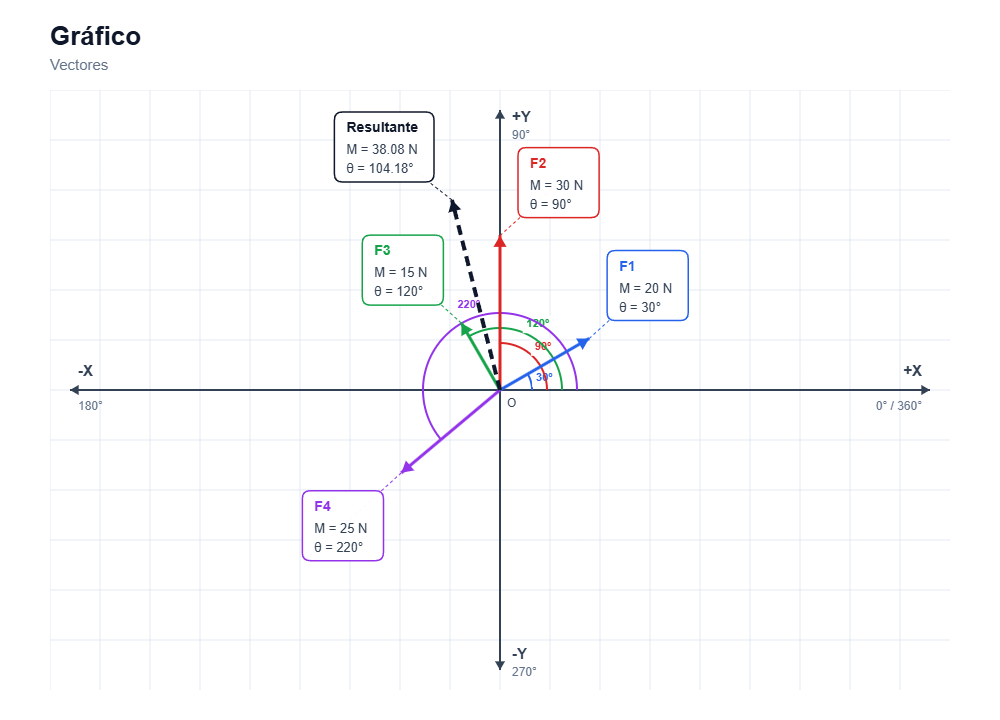 Gráfico
Vectores
+Y
90°
Resultante
M = 38.08 N
θ = 104.18°
F2
M = 30 N
θ = 90°
F3
M = 15 N
θ = 120°
F1
M = 20 N
θ = 30°
220°
120°
90°
30°
-X
180°
+X
0° / 360°
O
F4
M = 25 N
θ = 220°
-Y
270°